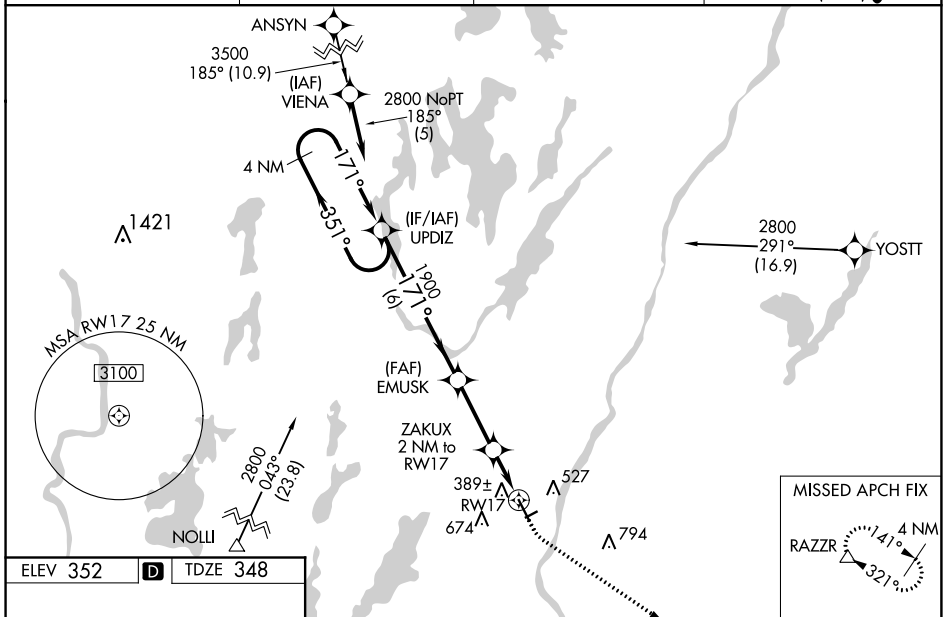 ANSYN
3500
185° (10.9)
(IAF)
VIENA
2800 NoPT
185°
(5)
4 NM
171°
351°
(IF/IAF)
UPDIZ
1421
2800
291°
(16.9)
YOSTT
1900
171°
(6)
MSA RW17 25 NM
3100
(FAF)
EMUSK
ZAKUX
2 NM to
RW17
2800
043°
(23.8)
NOLLI
389±
RW17
527
674
794
MISSED APCH FIX
4 NM
RAZZR
141°
321°
ELEV 352
D
TDZE 348